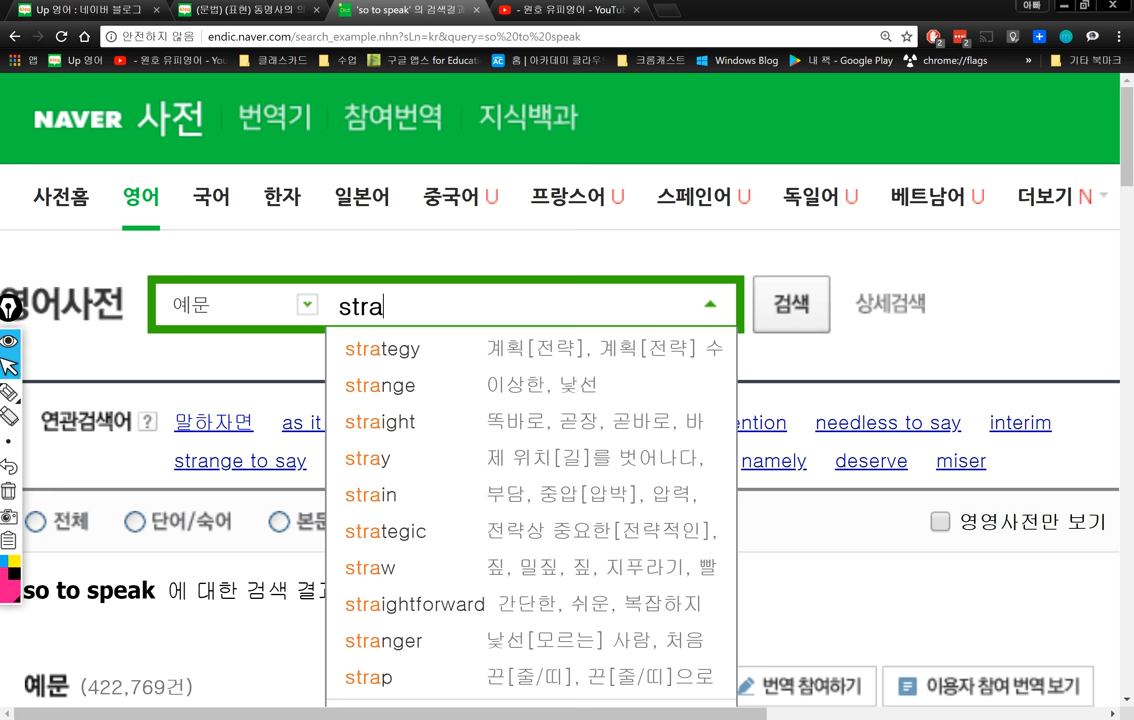 Up 영어 : 네이버 블로그
(문법) (표현) 동명사의 의
'so to speak' 의 검색결과
- 원호 유피영어 - YouTu
아빠
안전하지 않음
endic.naver.com/search_example.nhn?sLn=kr&query=so%20to%20speak
앱
Up 영어
- 원호 유피영어 - You
클래스카드
수업
구글 앱스 for Educati
홈 | 아카데미 클라우
크롬캐스트
Windows Blog
내 책 - Google Play
chrome://flags
»
기타 북마크
NAVER 사전
번역기
참여번역
지식백과
사전홈
영어
국어
한자
일본어
중국어 U
프랑스어 U
스페인어 U
독일어 U
베트남어 U
더보기 N
영어사전
예문
stra
검색
상세검색
strategy 계획[전략], 계획[전략] 수
strange 이상한, 낯선
straight 똑바로, 곧장, 곧바로, 바
stray 제 위치[길]를 벗어나다,
strain 부담, 중압[압박], 압력,
strategic 전략상 중요한[전략적인],
straw 짚, 밀짚, 짚, 지푸라기, 빨
straightforward 간단한, 쉬운, 복잡하지
stranger 낯선[모르는] 사람, 처음
strap 끈[줄/띠], 끈[줄/띠]으로
연관검색어 ?
말하자면
as it
ention
needless to say
interim
strange to say
namely
deserve
miser
전체
단어/숙어
본문
영영사전만 보기
so to speak 에 대한 검색 결고
예문 (422,769건)
번역 참여하기
이용자 참여 번역 보기